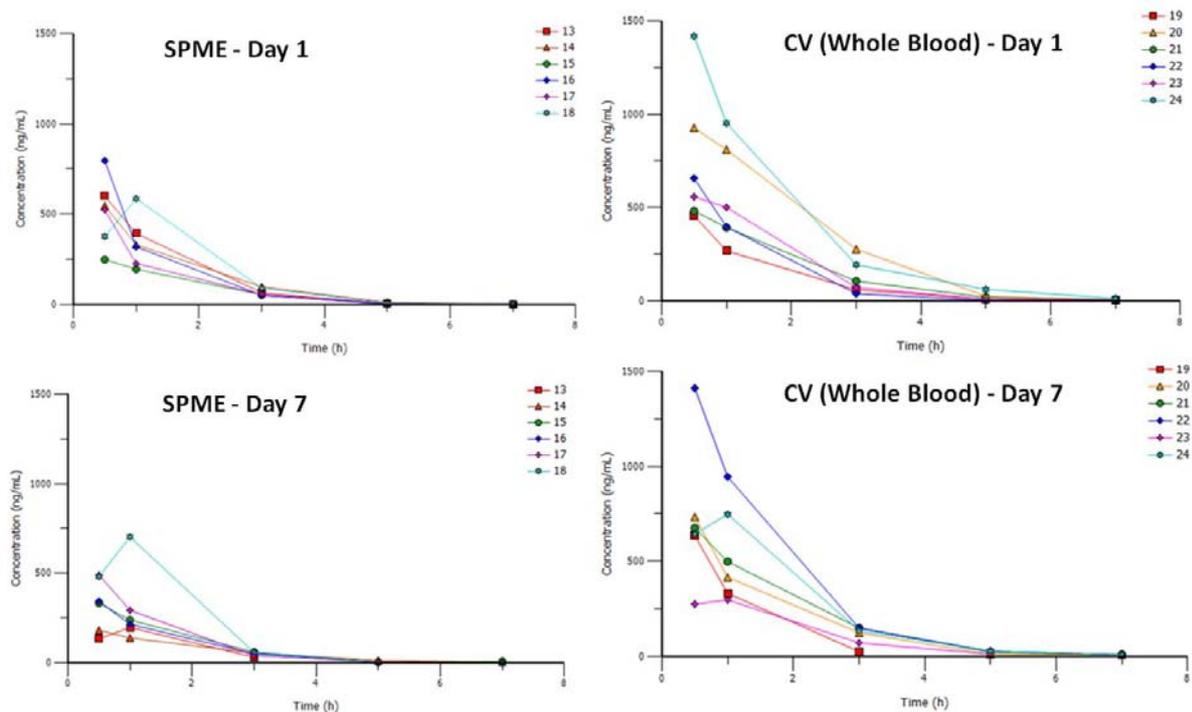 SPME - Day 1
1500
1000
500
0
Concentration (ng/mL)
0 2 4 6 8
Time (h)
13
14
15
16
17
18
CV (Whole Blood) - Day 1
1500
1000
500
0
Concentration (ng/mL)
0 2 4 6 8
Time (h)
19
20
21
22
23
24
SPME - Day 7
1500
1000
500
0
Concentration (ng/mL)
0 2 4 6 8
Time (h)
13
14
15
16
17
18
CV (Whole Blood) - Day 7
1500
1000
500
0
Concentration (ng/mL)
0 2 4 6 8
Time (h)
19
20
21
22
23
24